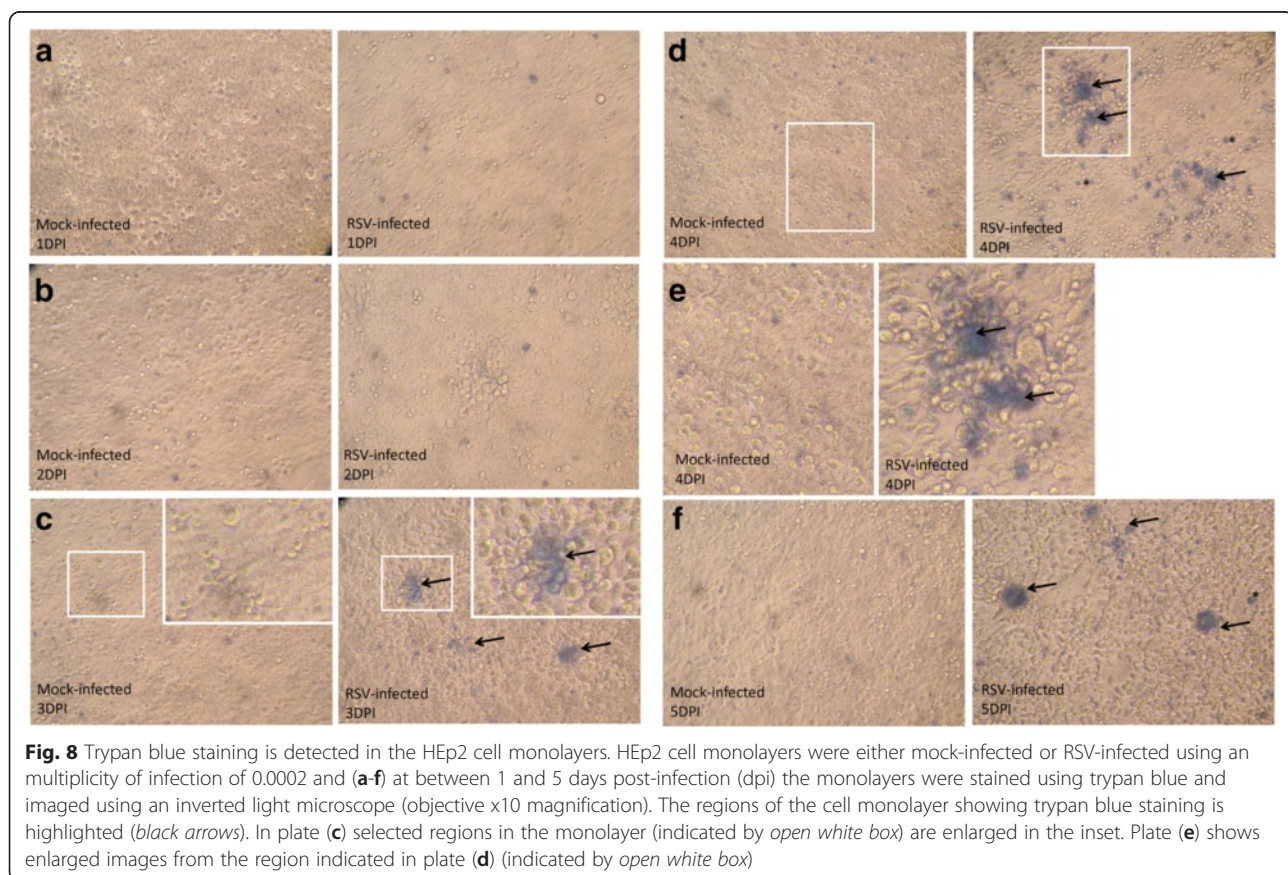 a
Mock-infected
1DPI
RSV-infected
1DPI
b
Mock-infected
2DPI
RSV-infected
2DPI
c
Mock-infected
3DPI
RSV-infected
3DPI
d
Mock-infected
4DPI
RSV-infected
4DPI
e
Mock-infected
4DPI
RSV-infected
4DPI
f
Mock-infected
5DPI
RSV-infected
5DPI
Fig. 8 Trypan blue staining is detected in the HEp2 cell monolayers. HEp2 cell monolayers were either mock-infected or RSV-infected using an
multiplicity of infection of 0.0002 and (a-f) at between 1 and 5 days post-infection (dpi) the monolayers were stained using trypan blue and
imaged using an inverted light microscope (objective x10 magnification). The regions of the cell monolayer showing trypan blue staining is
highlighted (black arrows). In plate (c) selected regions in the monolayer (indicated by open white box) are enlarged in the inset. Plate (e) shows
enlarged images from the region indicated in plate (d) (indicated by open white box)